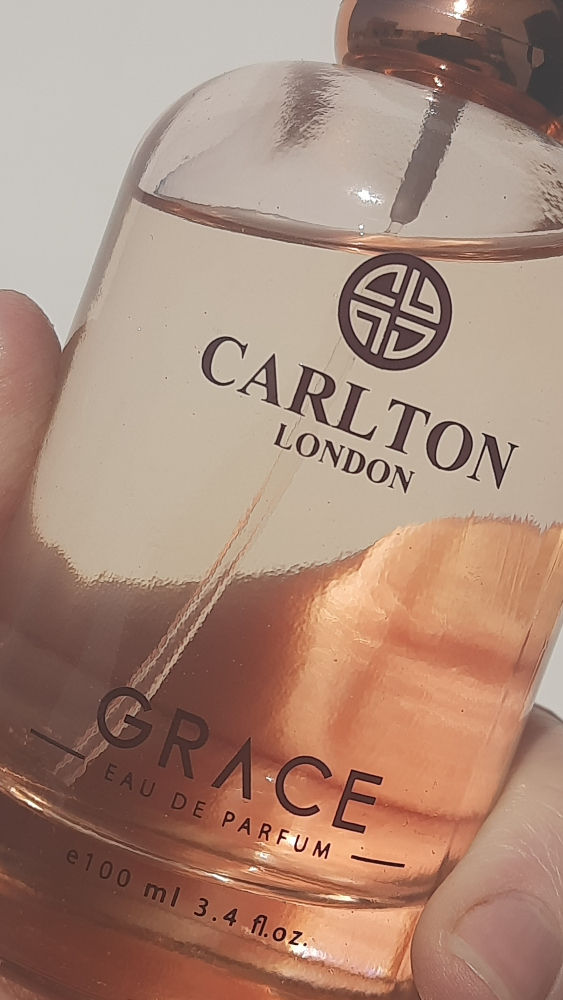 CARLTON
LONDON
GRACE
EAU DE PARFUM
e100 ml 3.4 fl.oz.